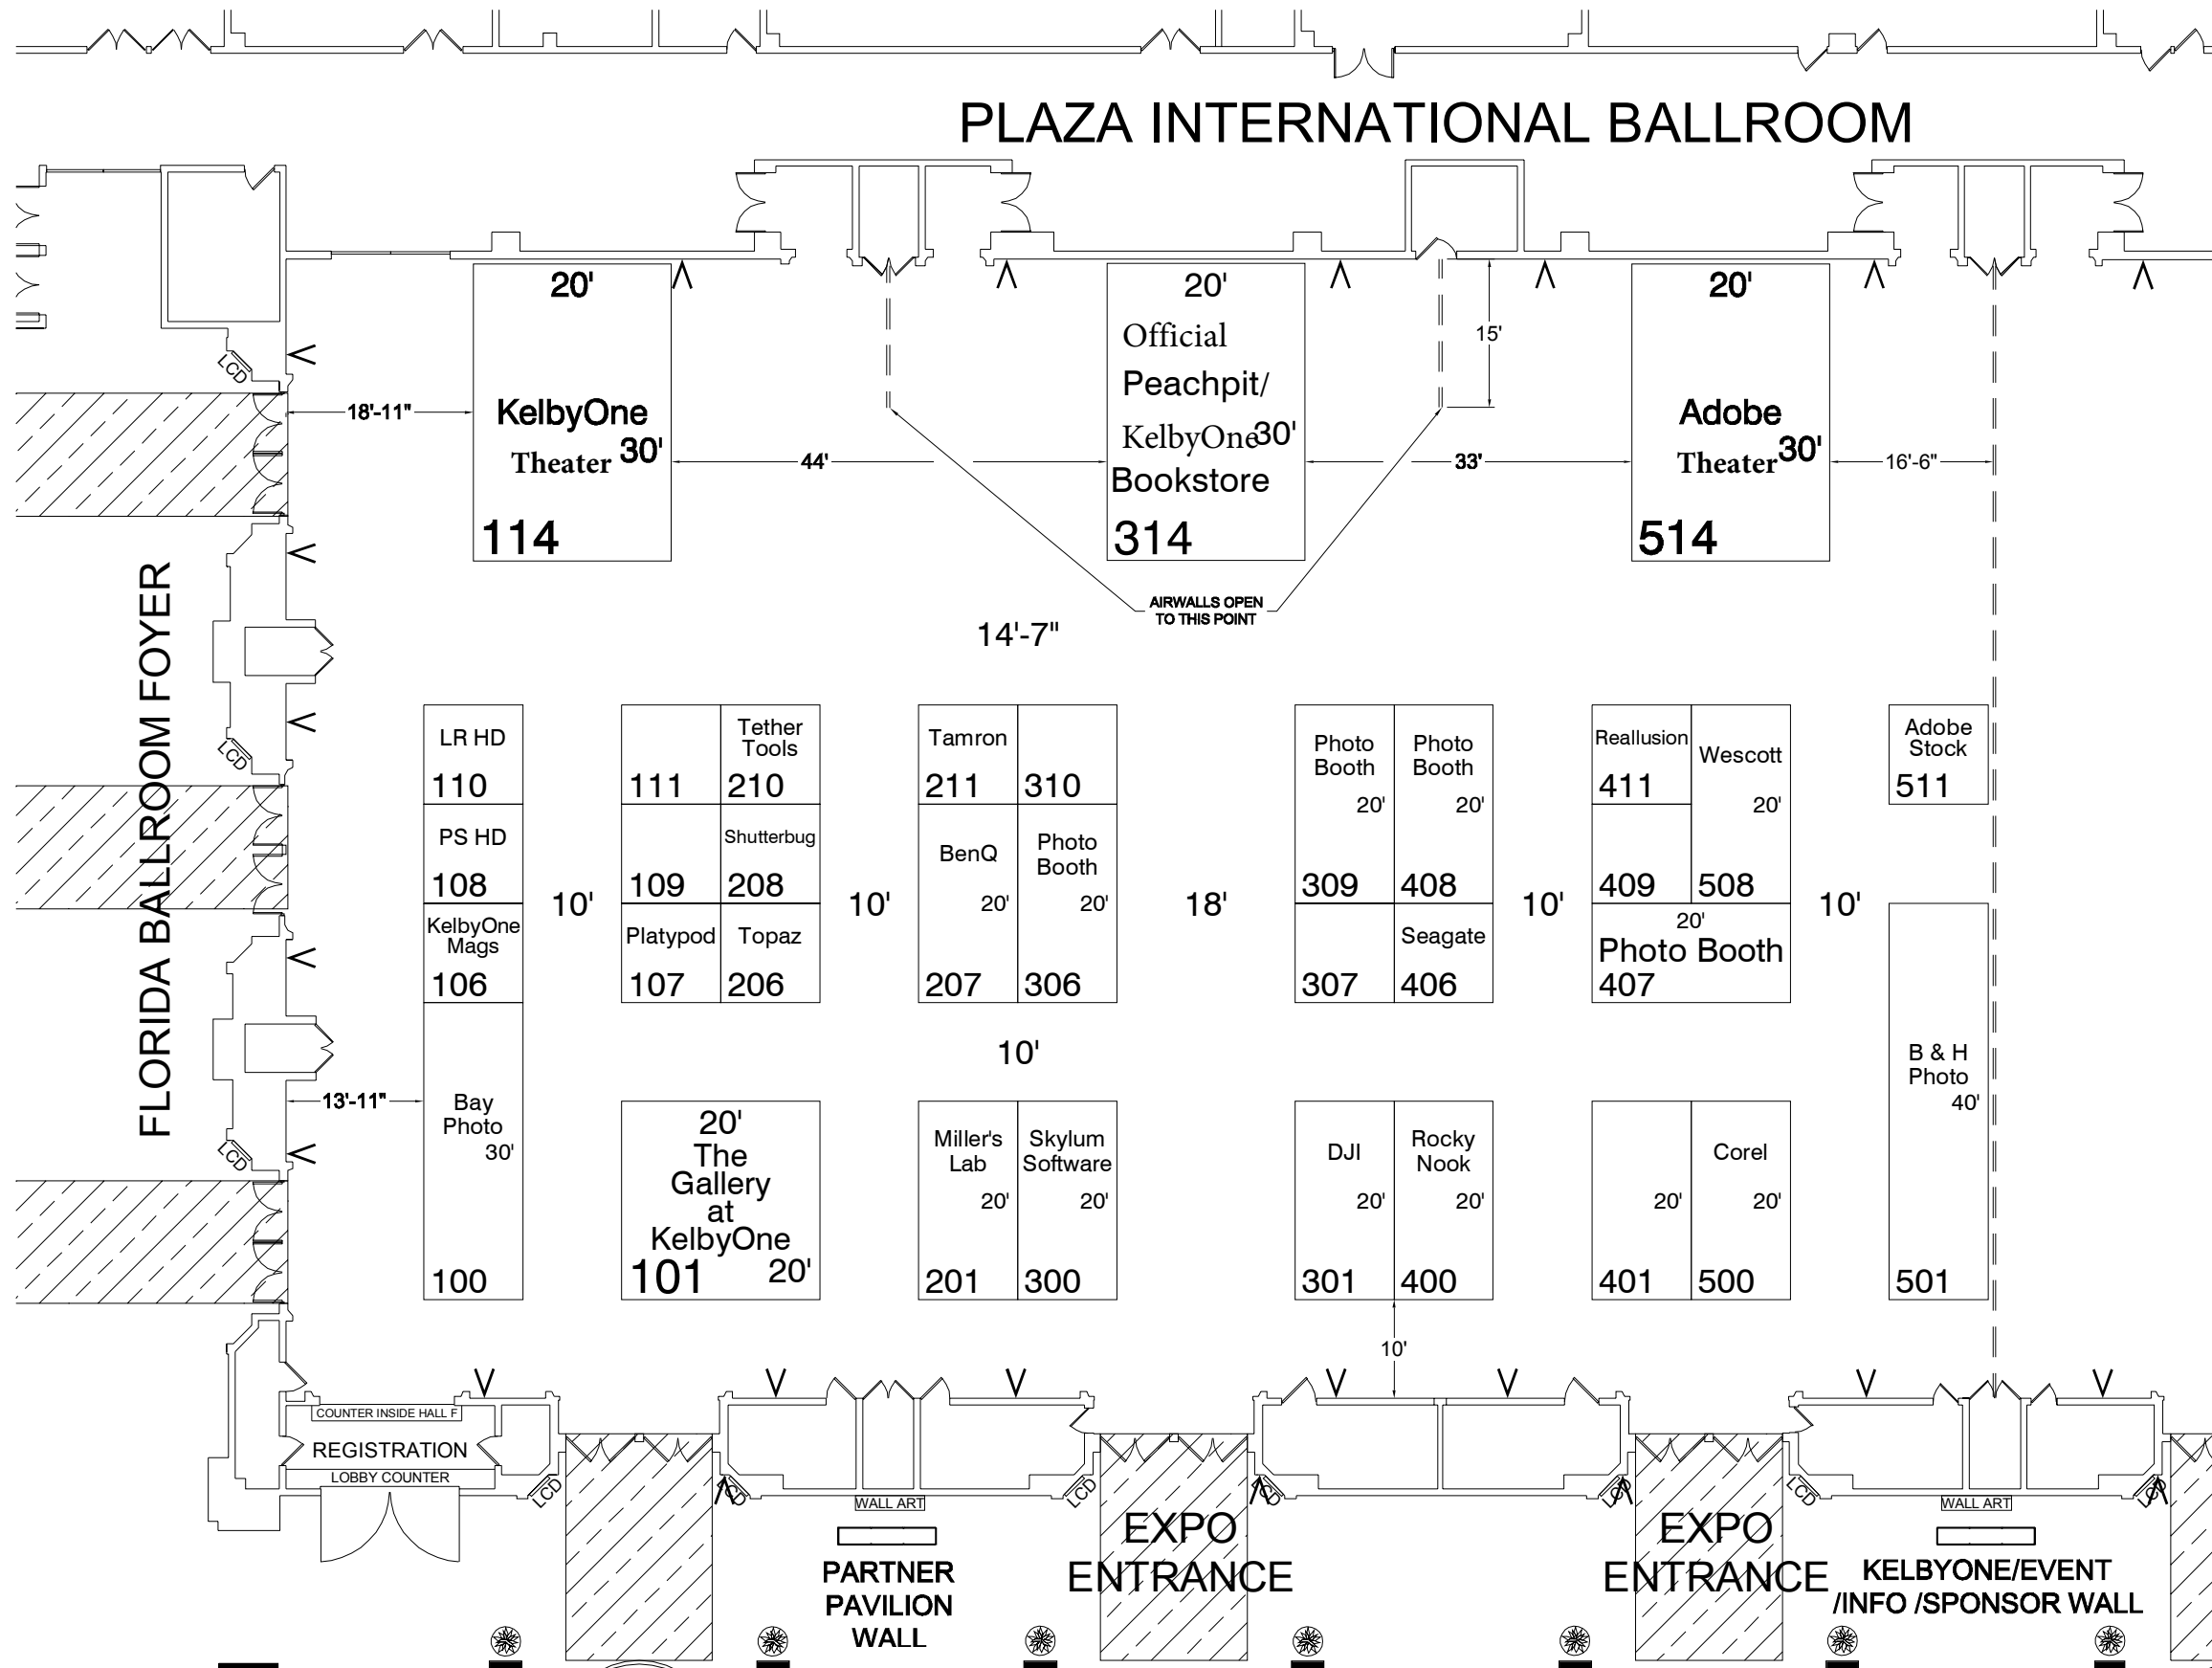 PLAZA INTERNATIONAL BALLROOM
20'
KelbyOne
Theater 30'
114
20'
Official
Peachpit/
KelbyOne 30'
Bookstore
314
20'
Adobe
Theater 30'
514
15'
18'-11"
44'
33'
16'-6"
AIRWALLS OPEN
TO THIS POINT
14'-7"
FLORIDA BALLROOM FOYER
LCD
LCD
LCD
LR HD
110
PS HD
108
KelbyOne
Mags
106
Bay
Photo
30'
100
13'-11"
10'
111
Tether
Tools
210
109
Shutterbug
208
Platypod
107
Topaz
206
10'
Tamron
211
310
BenQ
20'
207
Photo
Booth
20'
306
18'
Photo
Booth
20'
309
Photo
Booth
20'
408
307
Seagate
406
10'
Reallusion
411
Wescott
20'
508
409
20'
Photo Booth
407
10'
Adobe
Stock
511
B & H
Photo
40'
501
10'
20'
The
Gallery
at
KelbyOne
101 20'
Miller's
Lab
20'
201
Skylum
Software
20'
300
DJI
20'
301
Rocky
Nook
20'
400
20'
401
Corel
20'
500
10'
COUNTER INSIDE HALL F
REGISTRATION
LOBBY COUNTER
LCD
LCD
WALL ART
LCD
LCD
LCD
LCD
WALL ART
LCD
PARTNER
PAVILION
WALL
EXPO
ENTRANCE
EXPO
ENTRANCE
KELBYONE/EVENT
/INFO /SPONSOR WALL